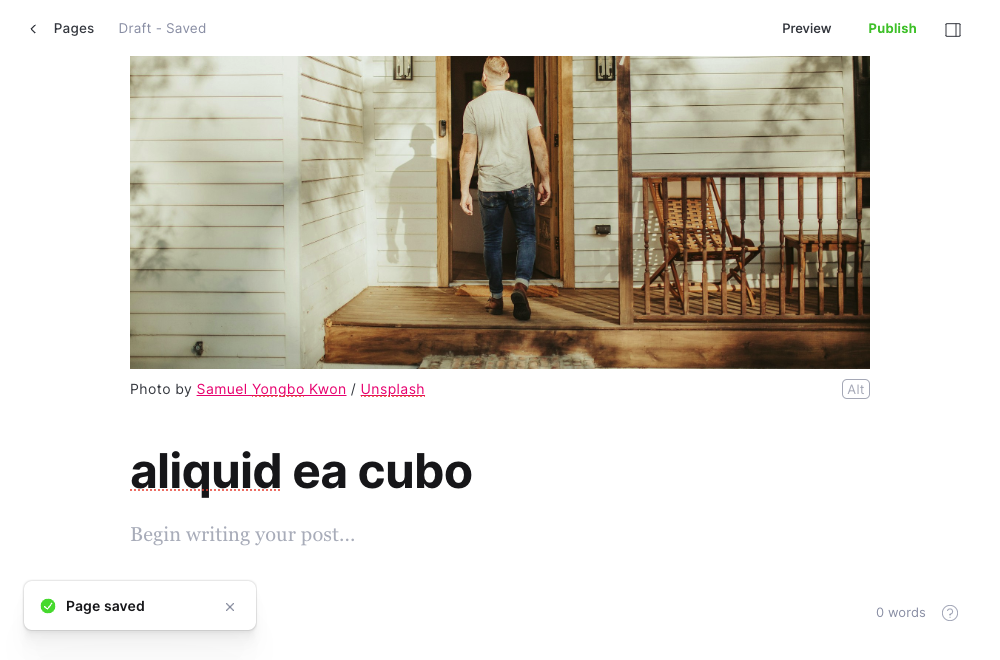 Pages Draft - Saved Preview Publish
Photo by Samuel Yongbo Kwon / Unsplash Alt
aliquid ea cubo
Begin writing your post...
Page saved
0 words ?